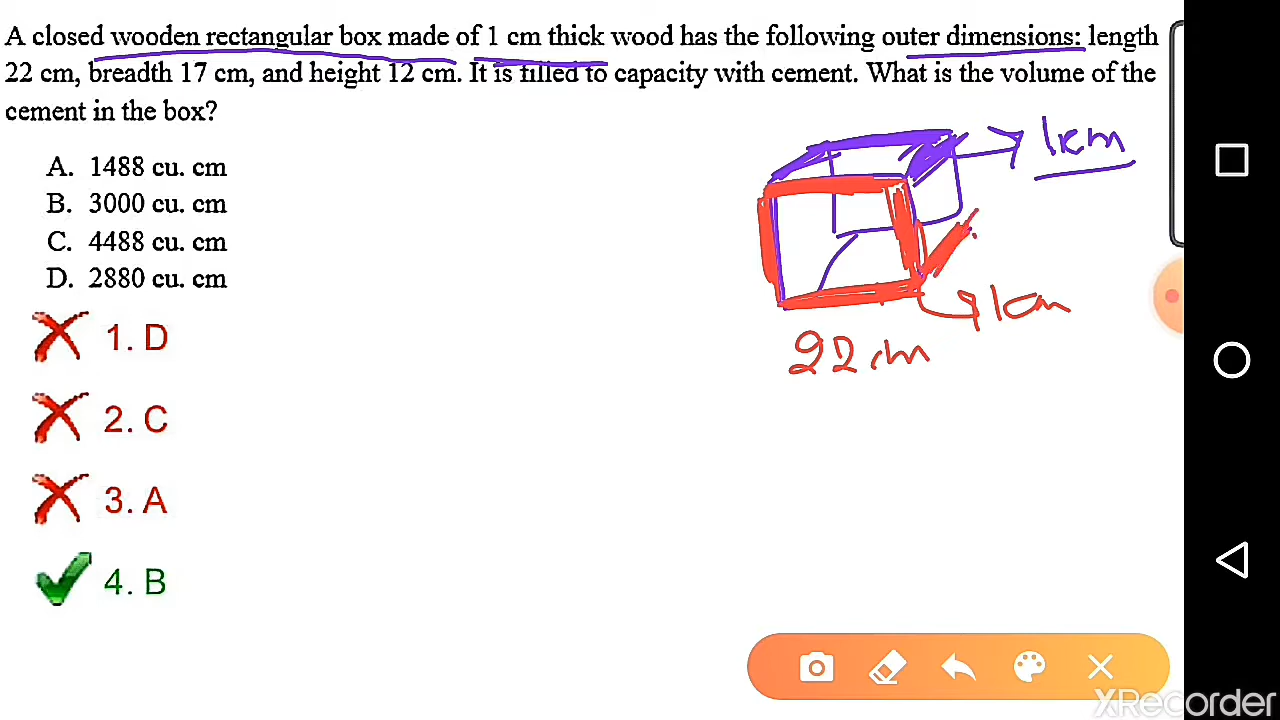 A closed wooden rectangular box made of 1 cm thick wood has the following outer dimensions: length
22 cm, breadth 17 cm, and height 12 cm. It is filled to capacity with cement. What is the volume of the
cement in the box?
A. 1488 cu. cm
B. 3000 cu. cm
C. 4488 cu. cm
D. 2880 cu. cm
1. D
2. C
3. A
4. B
1cm
1cm
22 cm
XRecorder